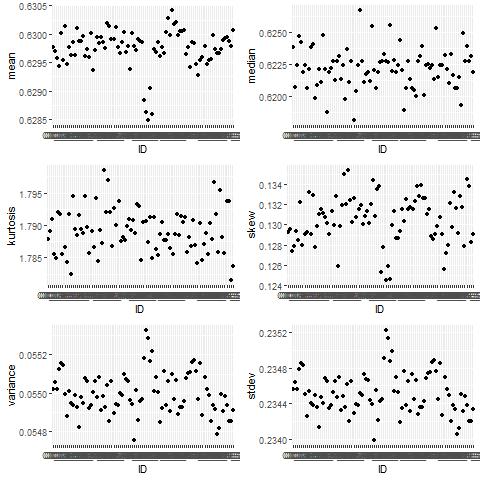 mean
0.6305
0.6300
0.6295
0.6290
0.6285
ID
median
0.6250
0.6225
0.6200
ID
kurtosis
1.795
1.790
1.785
ID
skew
0.134
0.132
0.130
0.128
0.126
0.124
ID
variance
0.0552
0.0550
0.0548
ID
stdev
0.2352
0.2348
0.2344
0.2340
ID